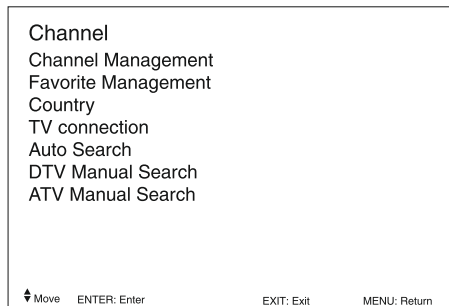 Channel
Channel Management
Favorite Management
Country
TV connection
Auto Search
DTV Manual Search
ATV Manual Search
Move ENTER: Enter EXIT: Exit MENU: Return